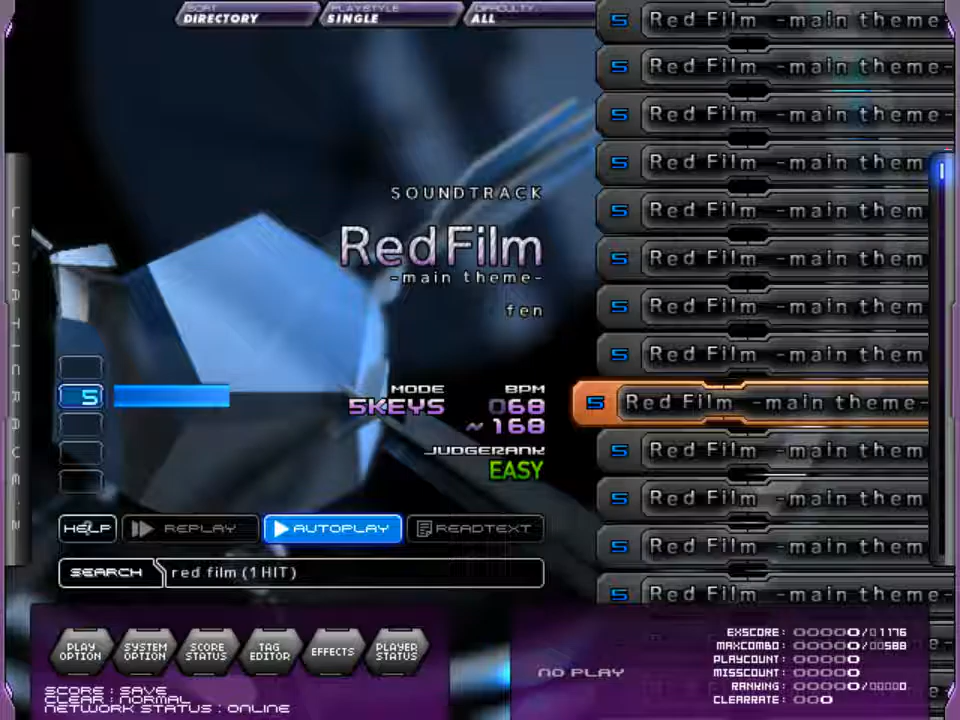 SORT
DIRECTORY
PLAYSTYLE
SINGLE
DIFFICULTY
ALL
LUNATICRAVE:2
SOUNDTRACK
Red Film
-main theme-
fen
5
MODE
5KEYS
BPM
068
~ 168
JUDGERANK
EASY
HELP
REPLAY
AUTOPLAY
READTEXT
SEARCH
red film (1 HIT)
5 Red Film -main theme-
5 Red Film -main theme-
5 Red Film -main theme-
5 Red Film -main them
5 Red Film -main them
5 Red Film -main them
5 Red Film -main them
5 Red Film -main them
5 Red Film -main theme-
5 Red Film -main them
5 Red Film -main them
5 Red Film -main them
5 Red Film -main them
PLAY OPTION
SYSTEM OPTION
SCORE STATUS
TAG EDITOR
EFFECTS
PLAYER STATUS
SCORE : SAVE
CLEAR : NORMAL
NETWORK STATUS : ONLINE
NO PLAY
EXSCORE: 00000/01176
MAXCOMBO: 00000/00588
PLAYCOUNT: 00000
MISSCOUNT: 00000
RANKING: 00000/00000
CLEARRATE: 000